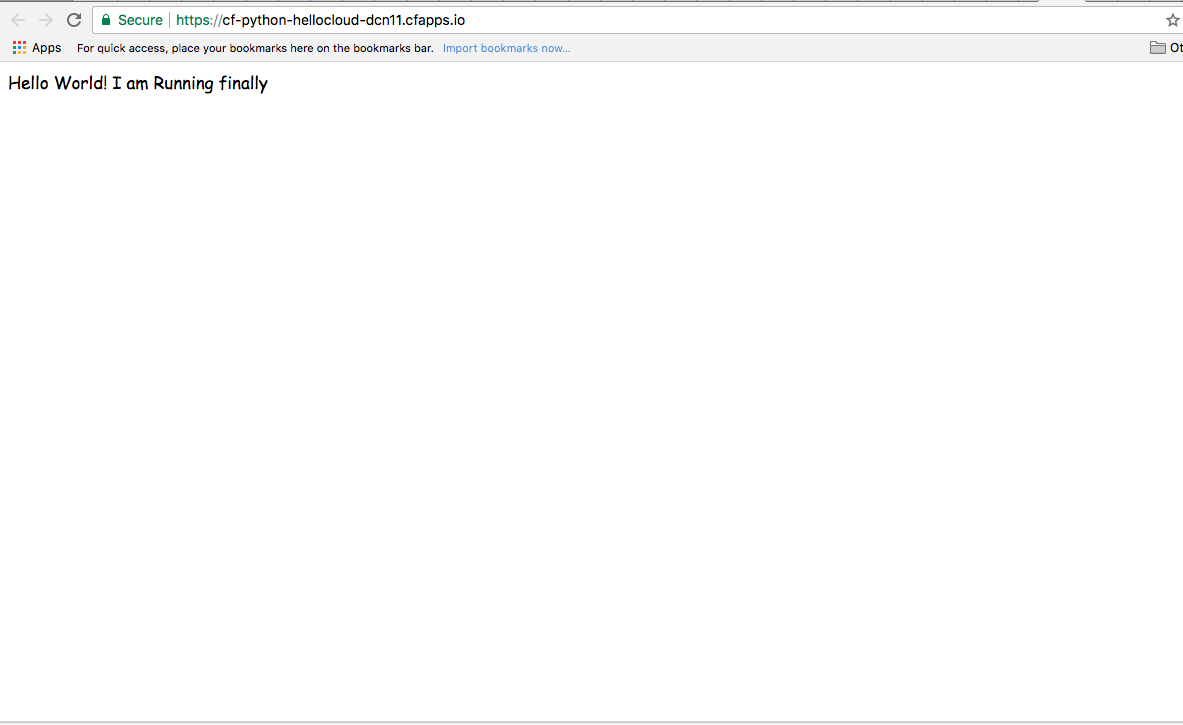 Secure https://cf-python-hellocloud-dcn11.cfapps.io
Apps For quick access, place your bookmarks here on the bookmarks bar. Import bookmarks now...
Ot
Hello World! I am Running finally